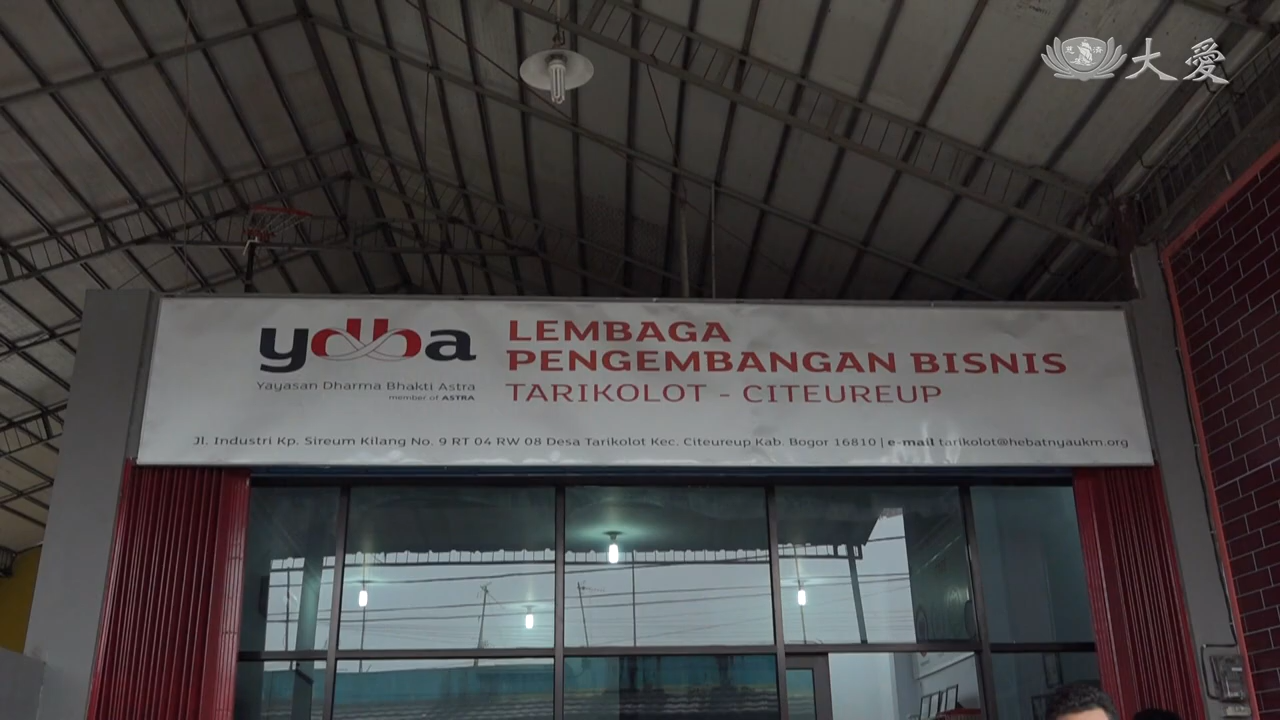 大愛
ydba
Yayasan Dharma Bhakti Astra
member of ASTRA
LEMBAGA
PENGEMBANGAN BISNIS
TARIKOLOT - CITEUREUP
Jl. Industri Kp. Sireum Kilang No. 9 RT 04 RW 08 Desa Tarikolot Kec. Citeureup Kab. Bogor 16810 | e-mail tarikolot@hebatnyaukm.org